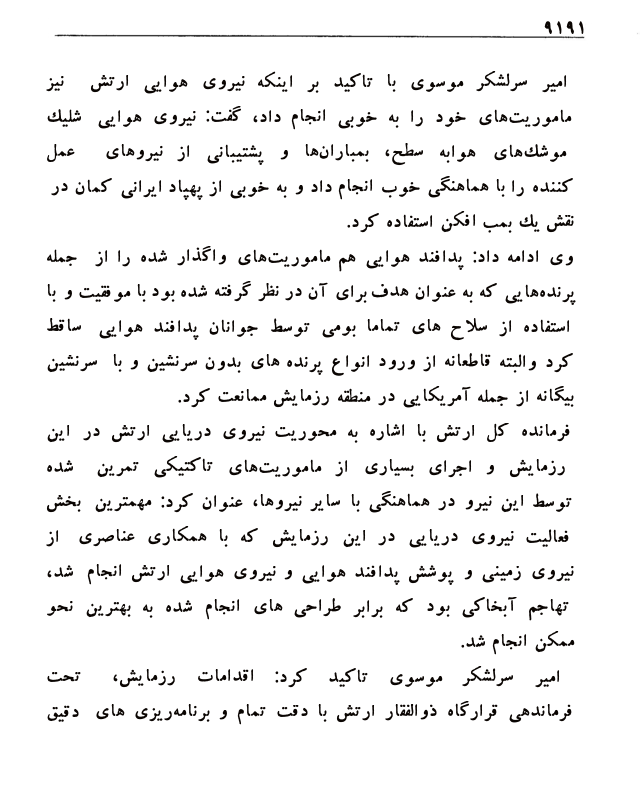 ۹۱۹۱
امیر سرلشکر موسوی با تاکید بر اینکه نیروی هوایی ارتش نیز
ماموریت‌های خود را به خوبی انجام داد، گفت: نیروی هوایی شلیك
موشك‌های هوابه سطح، بمباران‌ها و پشتیبانی از نیروهای عمل
کننده را با هماهنگی خوب انجام داد و به خوبی از پهپاد ایرانی کمان در
نقش یك بمب افکن استفاده کرد.
وی ادامه داد: پدافند هوایی هم ماموریت‌های واگذار شده را از جمله
پرنده‌هایی که به عنوان هدف برای آن در نظر گرفته شده بود با موفقیت و با
استفاده از سلاح های تماما بومی توسط جوانان پدافند هوایی ساقط
کرد والبته قاطعانه از ورود انواع پرنده های بدون سرنشین و با سرنشین
بیگانه از جمله آمریکایی در منطقه رزمایش ممانعت کرد.
فرمانده کل ارتش با اشاره به محوریت نیروی دریایی ارتش در این
رزمایش و اجرای بسیاری از ماموریت‌های تاکتیکی تمرین شده
توسط این نیرو در هماهنگی با سایر نیروها، عنوان کرد: مهمترین بخش
فعالیت نیروی دریایی در این رزمایش که با همکاری عناصری از
نیروی زمینی و پوشش پدافند هوایی و نیروی هوایی ارتش انجام شد،
تهاجم آبخاکی بود که برابر طراحی های انجام شده به بهترین نحو
ممکن انجام شد.
امیر سرلشکر موسوی تاکید کرد: اقدامات رزمایش، تحت
فرماندهی قرارگاه ذوالفقار ارتش با دقت تمام و برنامه‌ریزی های دقیق